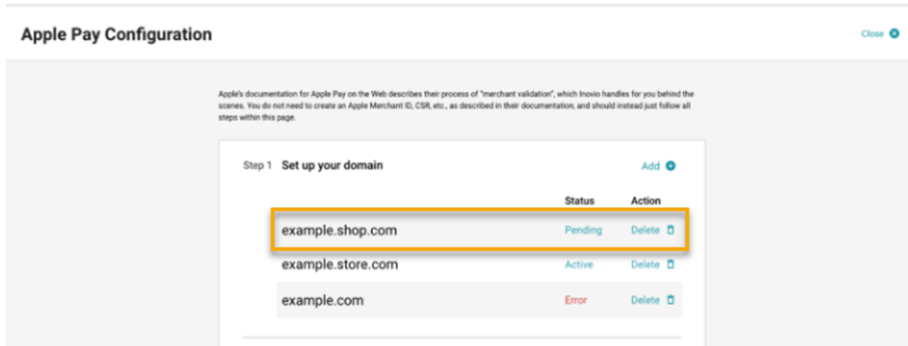 Apple Pay Configuration
Close
Apple's documentation for Apple Pay on the Web describes their process of "merchant validation", which Inovio handles for you behind the
scenes. You do not need to create an Apple Merchant ID, CSR, etc., as described in their documentation, and should instead just follow all
steps within this page.
Step 1 Set up your domain Add
Status Action
example.shop.com Pending Delete
example.store.com Active Delete
example.com Error Delete